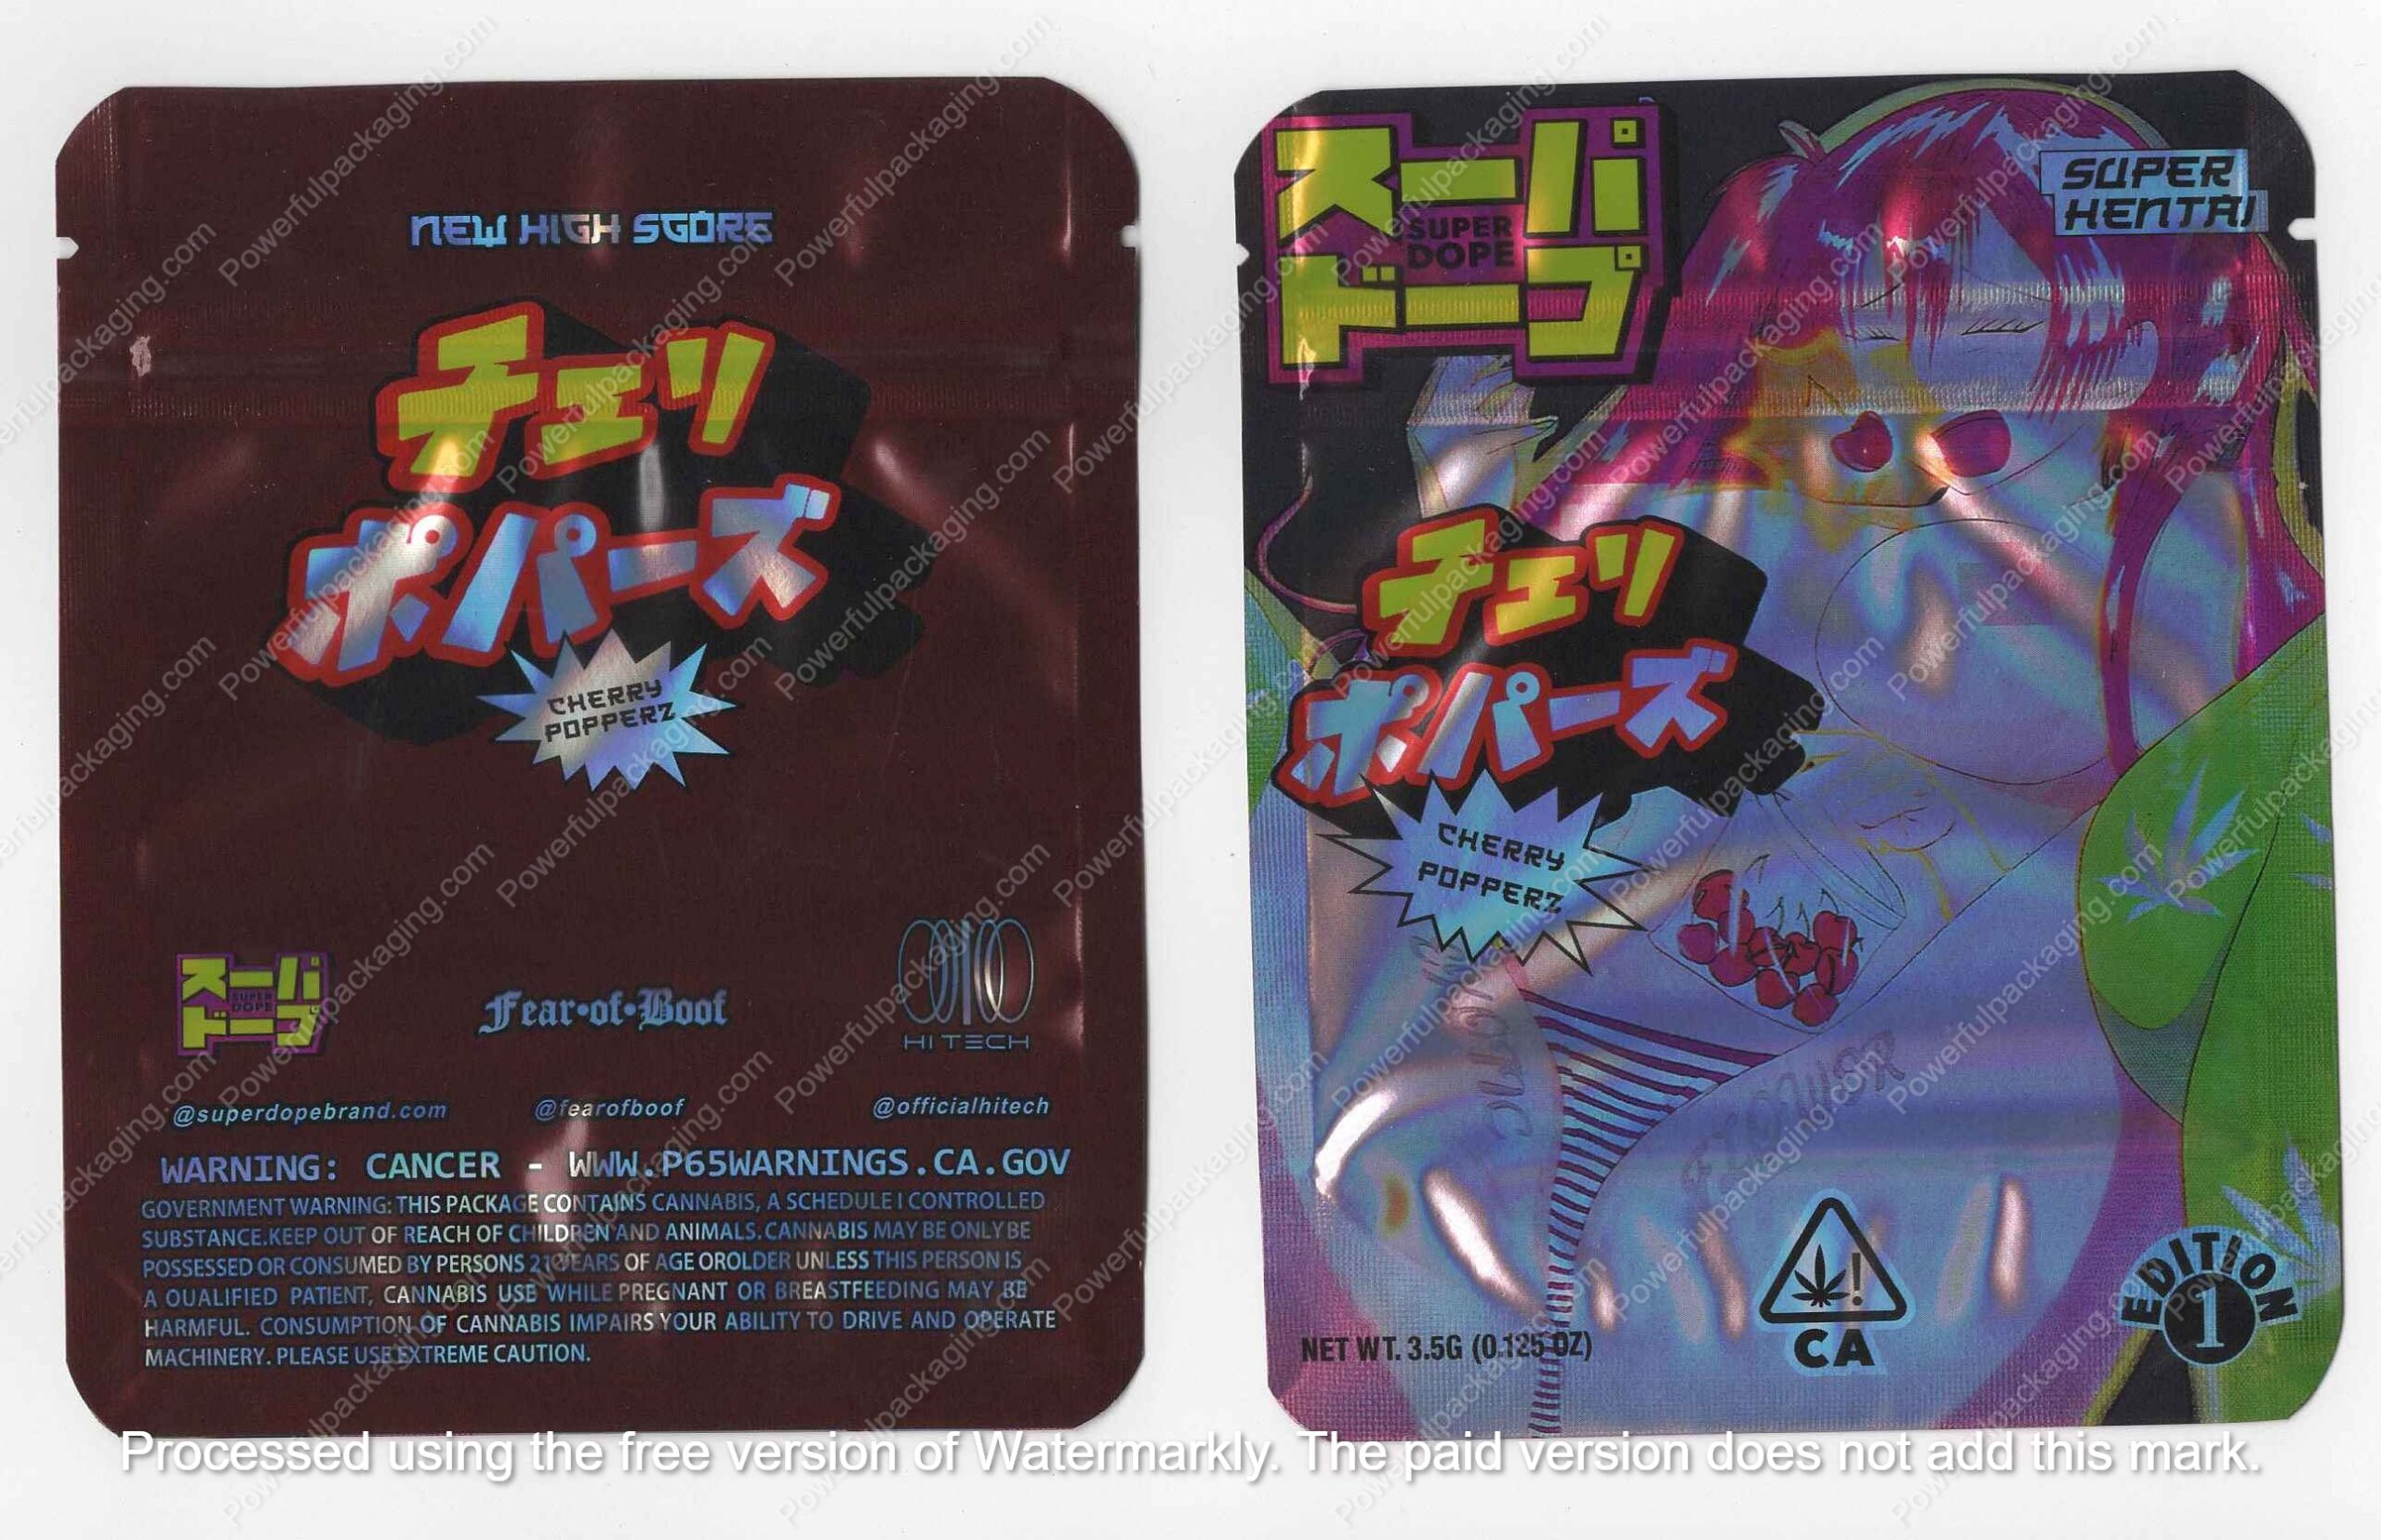 NEW HIGH SGORE
チェリ
ポパーズ
CHERRY
POPPERZ
スーパ
SUPER
DOPE
ドープ
Fear•of•Boof
HITECH
@superdopebrand.com
@fearofboof
@officialhitech
WARNING: CANCER - WWW.P65WARNINGS.CA.GOV
GOVERNMENT WARNING: THIS PACKAGE CONTAINS CANNABIS, A SCHEDULE I CONTROLLED
SUBSTANCE.KEEP OUT OF REACH OF CHILDREN AND ANIMALS. CANNABIS MAY BE ONLY BE
POSSESSED OR CONSUMED BY PERSONS 21 YEARS OF AGE OROLDER UNLESS THIS PERSON IS
A OUALIFIED PATIENT, CANNABIS USE WHILE PREGNANT OR BREASTFEEDING MAY BE
HARMFUL. CONSUMPTION OF CANNABIS IMPAIRS YOUR ABILITY TO DRIVE AND OPERATE
MACHINERY. PLEASE USE EXTREME CAUTION.
スーパ
SUPER
DOPE
ドープ
SUPER
HENTAI
チェリ
ポパーズ
CHERRY
POPPERZ
EXOTIC
FLOWER
NET WT. 3.5G (0.125 OZ)
CA
EDITION
1
Powerfulpackaging.com
Processed using the free version of Watermarkly. The paid version does not add this mark.